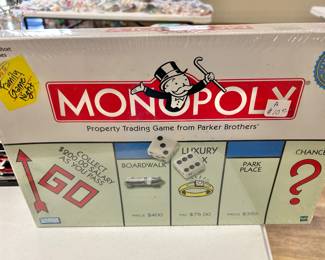 Family
Game
Night
MONOPOLY
A
Property Trading Game from Parker Brothers
COLLECT
$200.00 SALARY
AS YOU PASS
GO
BOARDWALK
PRICE $400
LUXURY
PAY $75.00
PARK
PLACE
PRICE $350
CHANCE
?